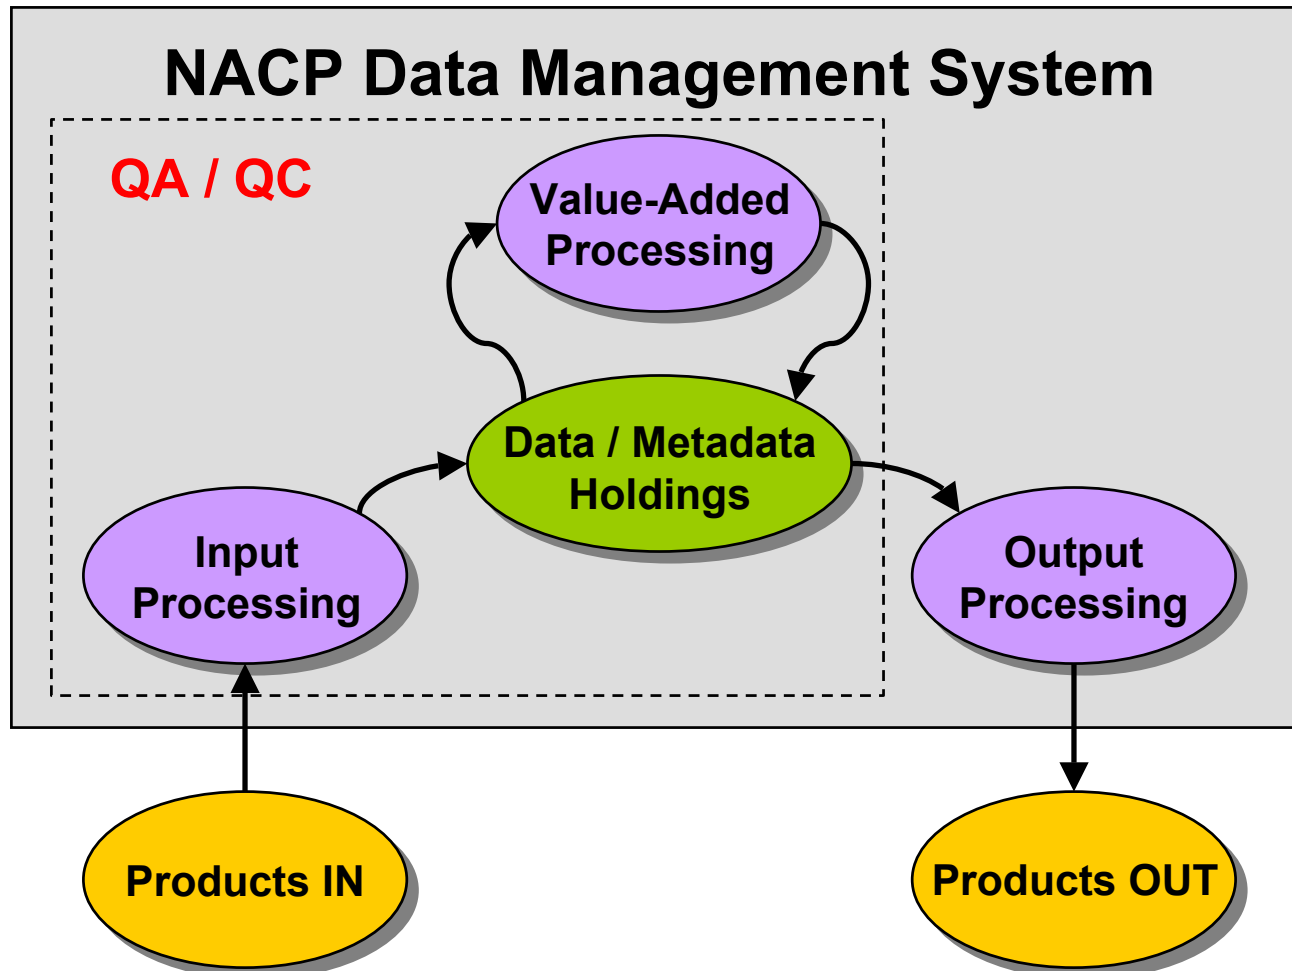 NACP Data Management System
QA / QC
Value-Added
Processing
Data / Metadata
Holdings
Input
Processing
Output
Processing
Products IN
Products OUT